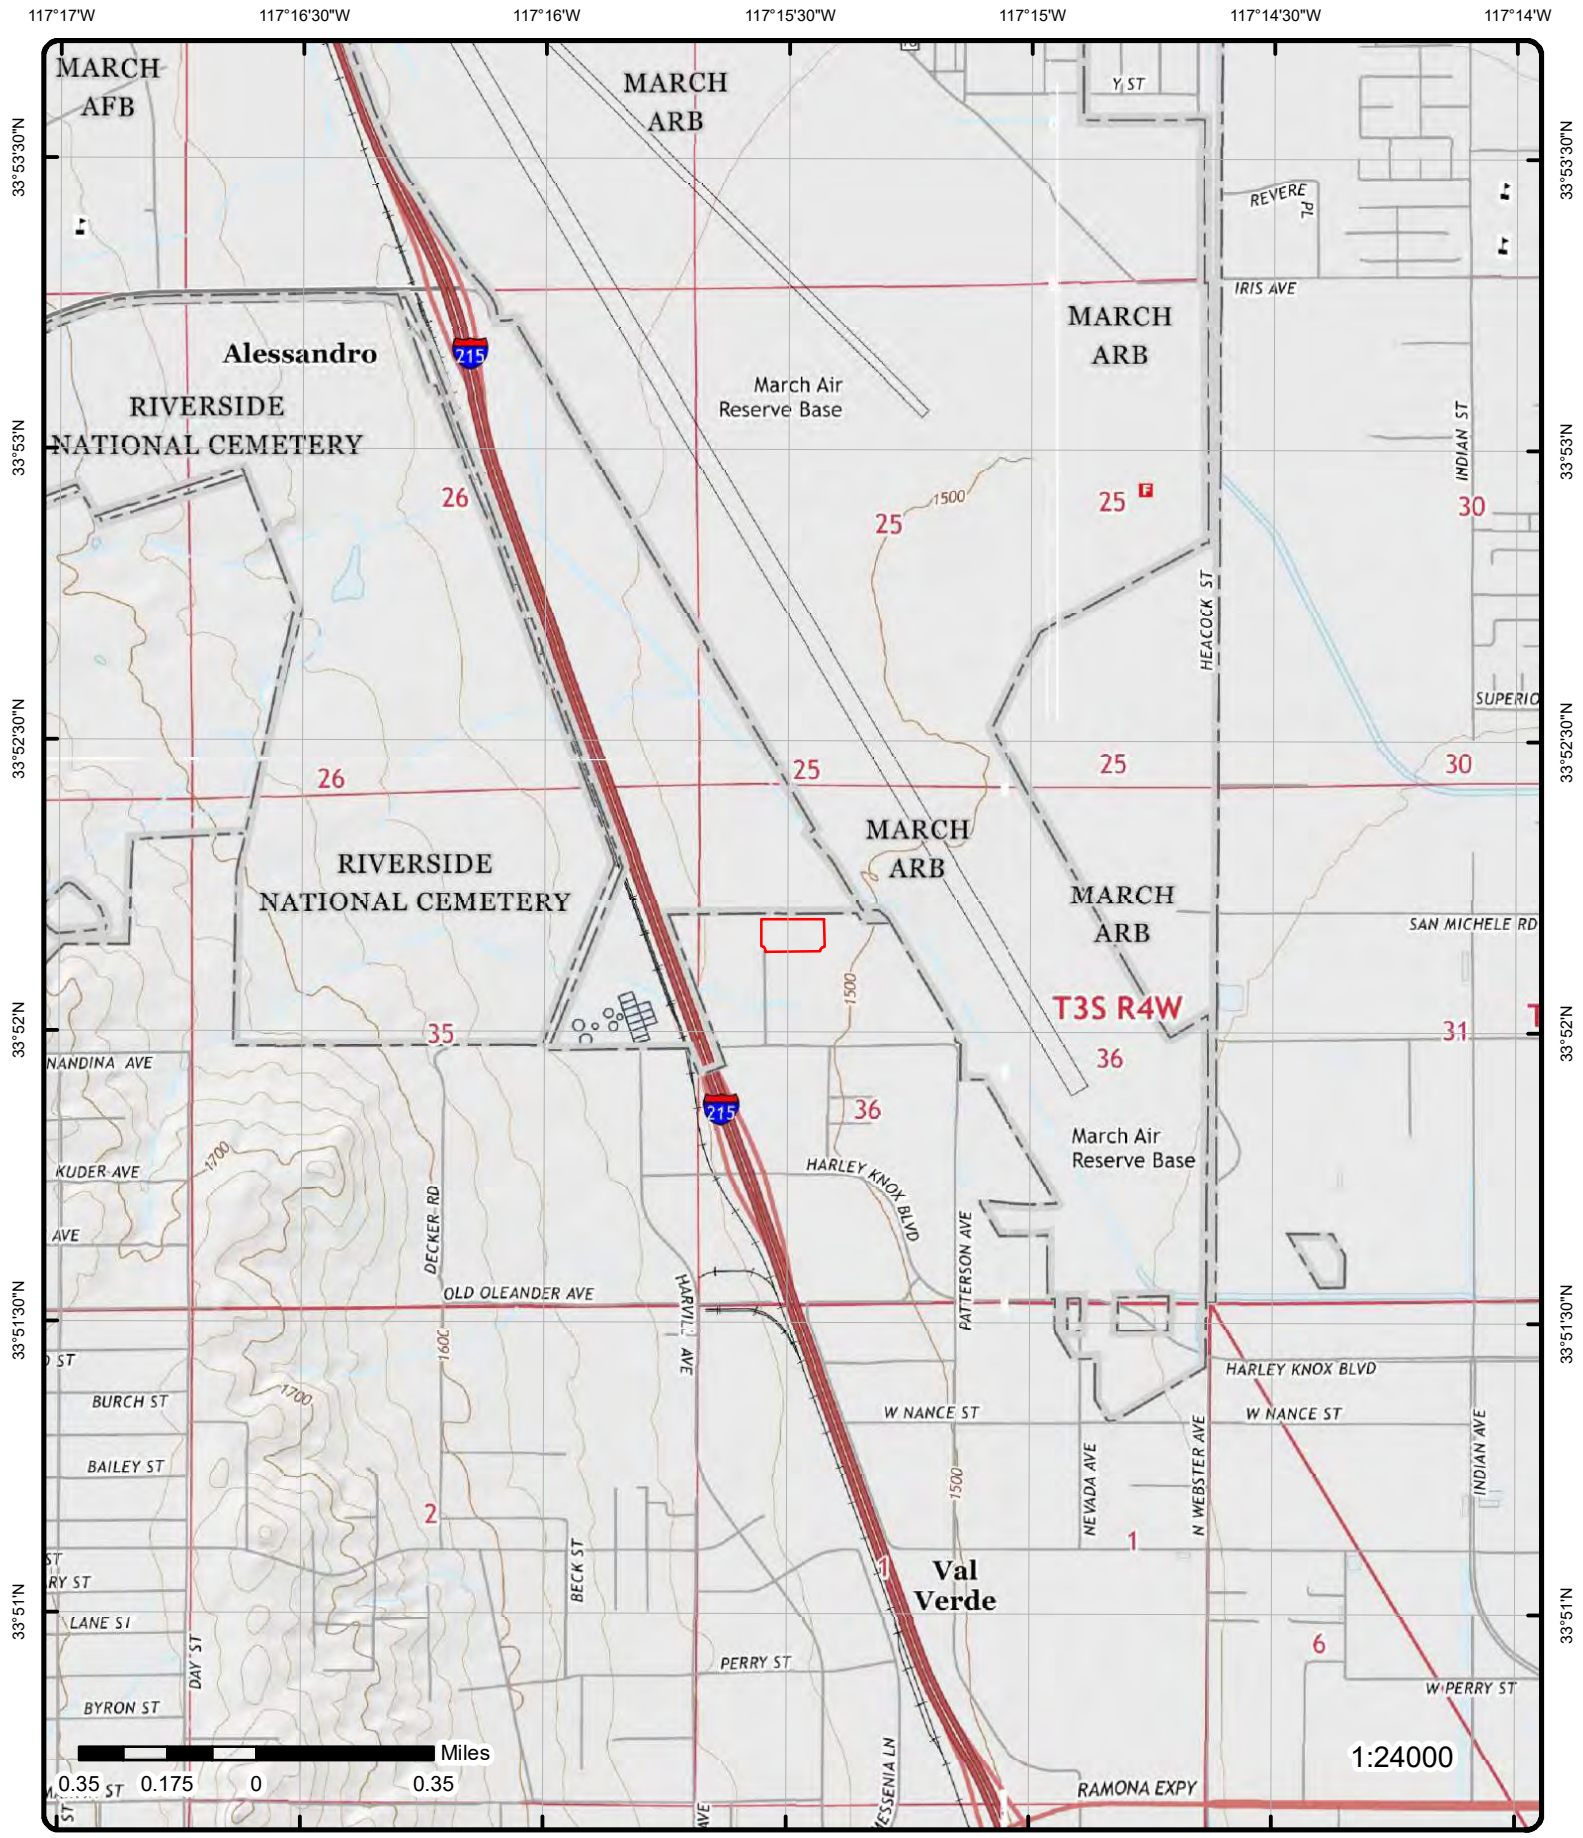 117°17'W 117°16'30"W 117°16'W 117°15'30"W 117°15'W 117°14'30"W 117°14'W
MARCH
AFB
MARCH
ARB
Y ST
33°53'30"N
33°53'30"N
REVERE
PL
IRIS AVE
MARCH
ARB
Alessandro
215
March Air
Reserve Base
RIVERSIDE
NATIONAL CEMETERY
INDIAN ST
33°53'N
33°53'N
26
25
1500
25
F
30
HEACOCK ST
SUPERIO
33°52'30"N
33°52'30"N
26
25
25
30
MARCH
ARB
RIVERSIDE
NATIONAL CEMETERY
MARCH
ARB
SAN MICHELE RD
1500
T3S R4W
T
33°52'N
33°52'N
35
31
36
NANDINA AVE
215
36
March Air
Reserve Base
1700
KUDER AVE
HARLEY KNOX BLVD
DECKER RD
PATTERSON AVE
AVE
OLD OLEANDER AVE
HARVILL AVE
33°51'30"N
33°51'30"N
1600
ST
HARLEY KNOX BLVD
1700
BURCH ST
W NANCE ST
W NANCE ST
BAILEY ST
1500
NEVADA AVE
N WEBSTER AVE
INDIAN AVE
2
1
ST
1
Val
Verde
BECK ST
RY ST
33°51'N
33°51'N
LANE ST
DAY ST
6
PERRY ST
W PERRY ST
BYRON ST
Miles
0.35 0.175 0 0.35
1:24000
ESSENIA LN
RAMONA EXPY
ST
ST
AVE